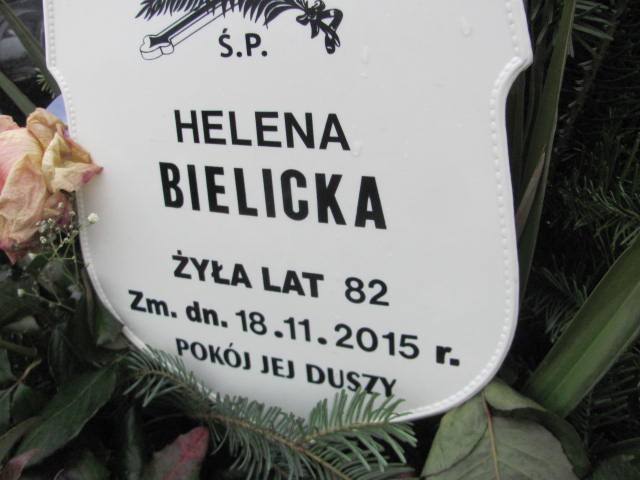 Ś.P.
HELENA
BIELICKA
ŻYŁA LAT 82
Zm. dn. 18.11.2015 r.
POKÓJ JEJ DUSZY